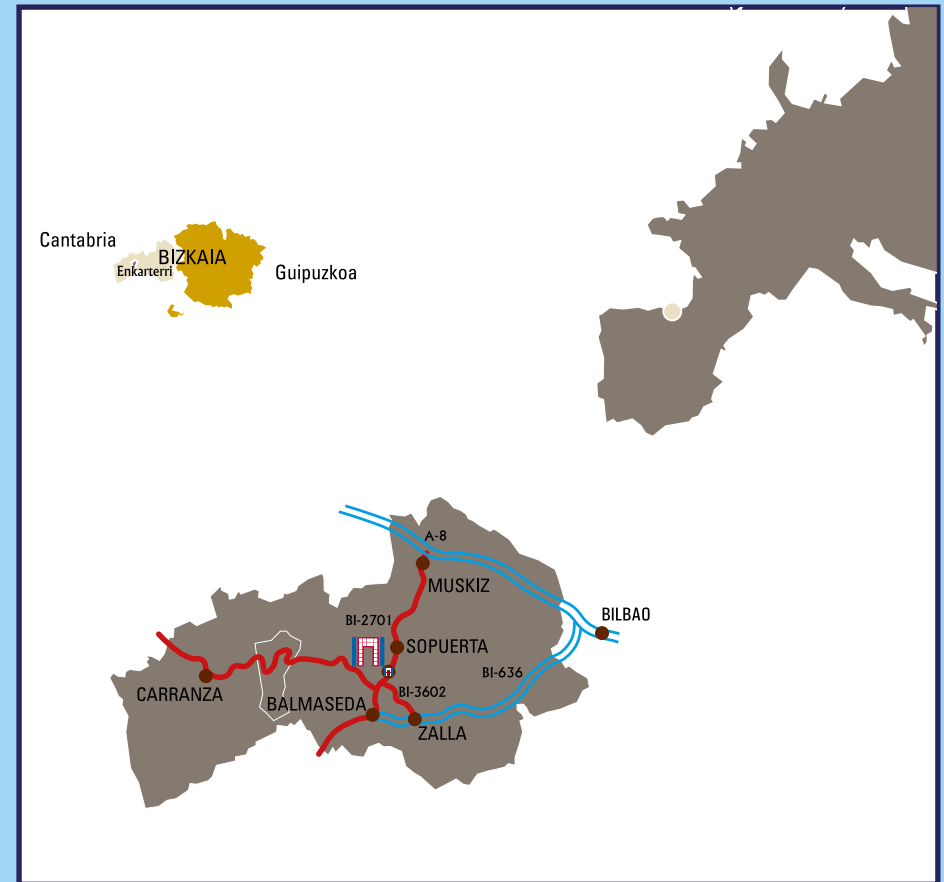 Cantabria
BIZKAIA
Enkarterri
Guipuzkoa
A-8
MUSKIZ
BILBAO
BI-2701
SOPUERTA
BI-636
CARRANZA
BI-3602
BALMASEDA
ZALLA